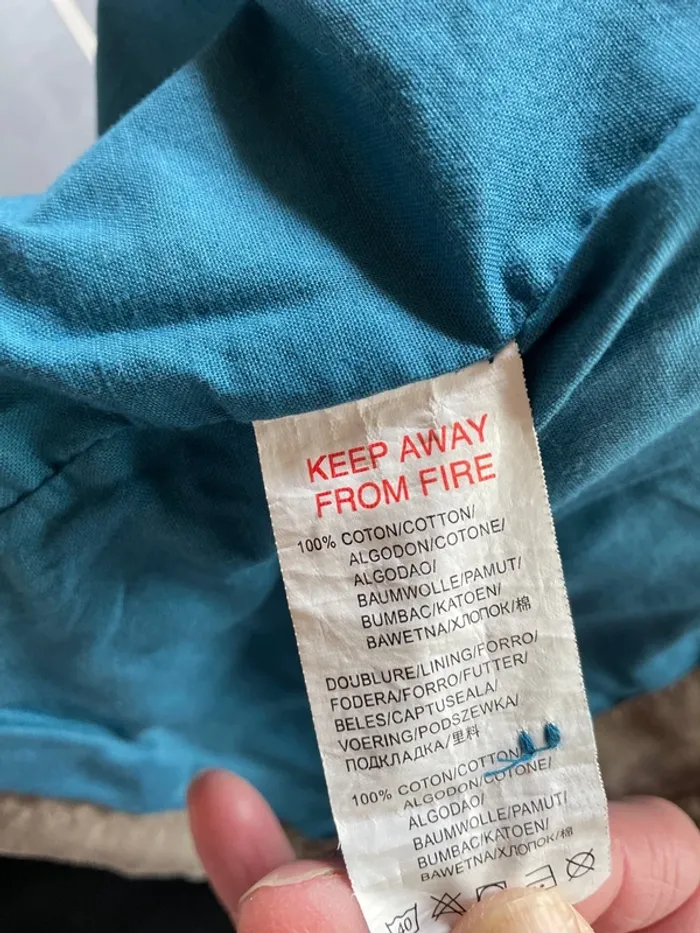 KEEP AWAY
FROM FIRE
100% COTON/COTTON/
ALGODON/COTONE/
ALGODAO/
BAUMWOLLE/PAMUT/
BUMBAC/KATOEN/
BAWETNA/ХЛОПОК/棉
DOUBLURE/LINING/FORRO/
FODERA/FORRO/FUTTER/
BELES/CAPTUSEALA/
VOERING/PODSZEWKA/
ПОДКЛАДКА/里料
100% COTON/COTTON/
ALGODON/COTONE/
ALGODAO/
BAUMWOLLE/PAMUT/
BUMBAC/KATOEN/
BAWETNA/ХЛОПОК/棉
40